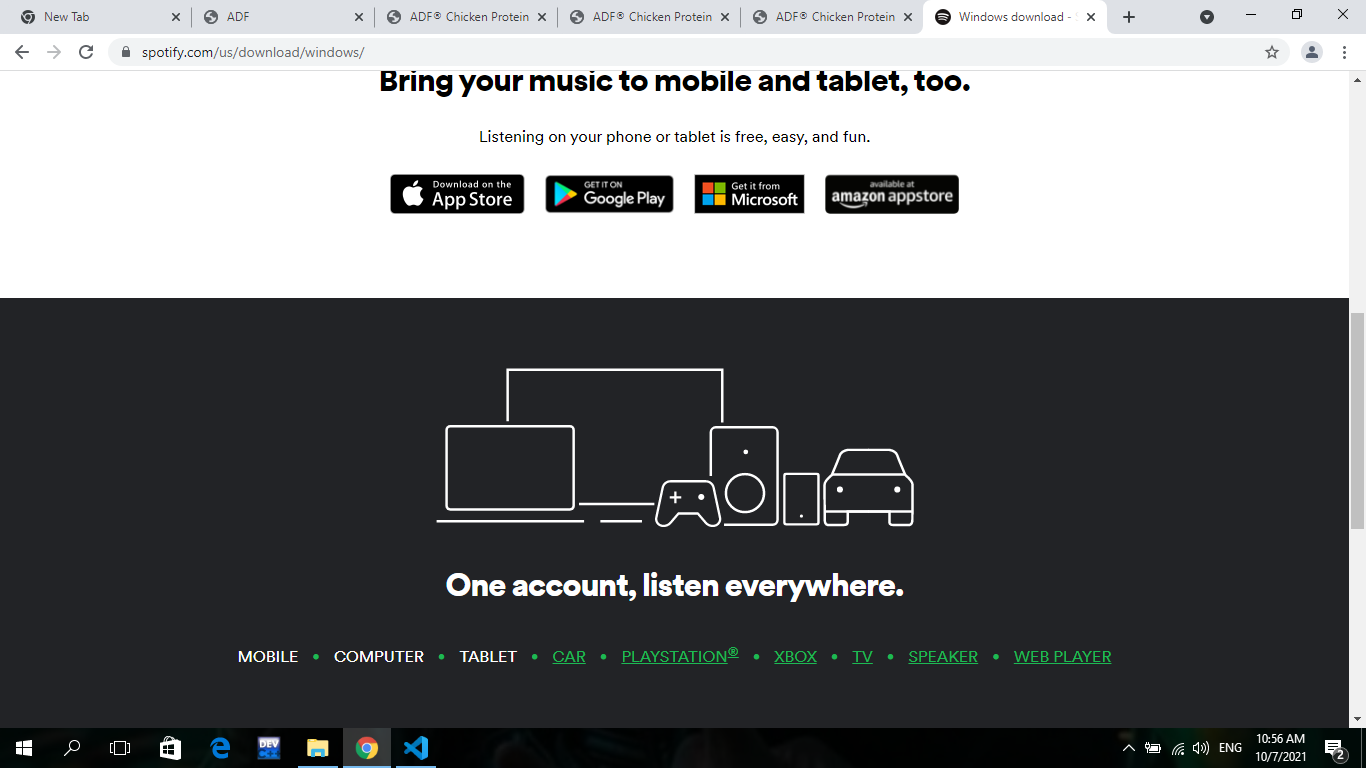 New Tab
ADF
ADF® Chicken Protein
ADF® Chicken Protein
ADF® Chicken Protein
Windows download -
spotify.com/us/download/windows/
Bring your music to mobile and tablet, too.
Listening on your phone or tablet is free, easy, and fun.
Download on the
App Store
GET IT ON
Google Play
Get it from
Microsoft
available at
amazon appstore
One account, listen everywhere.
MOBILE • COMPUTER • TABLET • CAR • PLAYSTATION® • XBOX • TV • SPEAKER • WEB PLAYER
DEV
C++
ENG
10:56 AM
10/7/2021
2